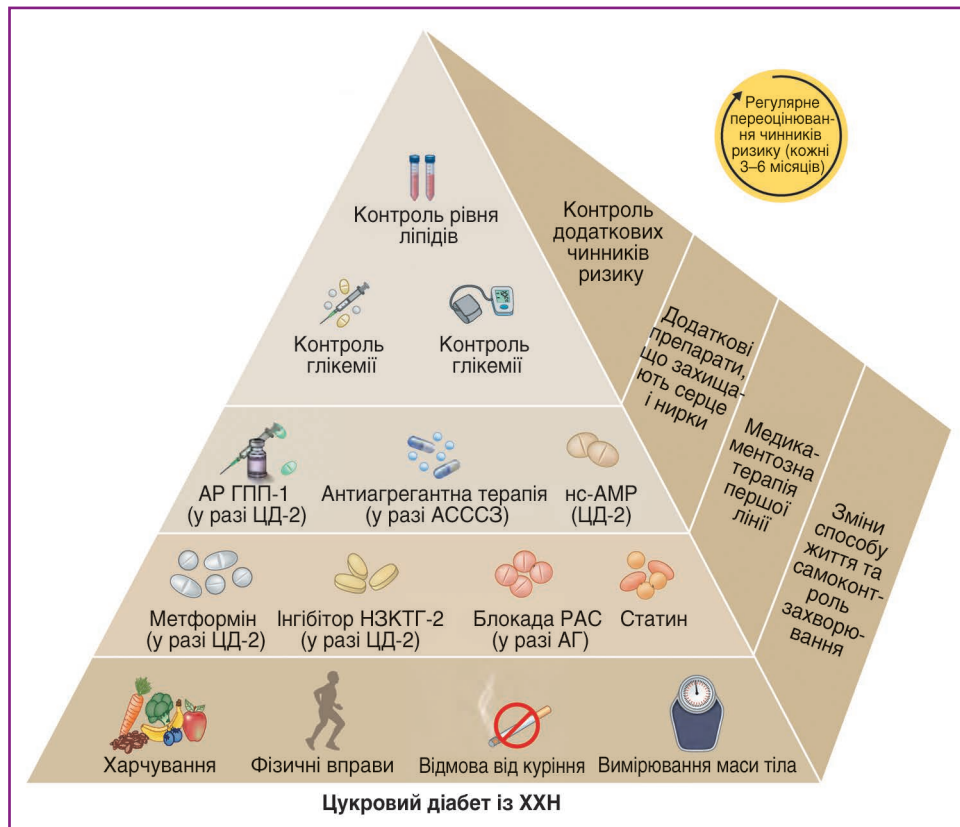 Регулярне
переоцінюван-
ня чинників
ризику (кожні
3–6 місяців)
Контроль рівня
ліпідів
Контроль
глікемії
Контроль
глікемії
Контроль
додаткових
чинників
ризику
АР ГПП-1
(у разі ЦД-2)
Антиагрегантна терапія
(у разі АСССЗ)
нс-АМР
(ЦД-2)
Додаткові
препарати,
що захища-
ють серце
і нирки
Метформін
(у разі ЦД-2)
Інгібітор НЗКТГ-2
(у разі ЦД-2)
Блокада РАС
(у разі АГ)
Статин
Медика-
ментозна
терапія
першої
лінії
Харчування
Фізичні вправи
Відмова від куріння
Вимірювання маси тіла
Зміни
способу
життя та
самоконт-
роль
захворю-
вання
Цукровий діабет із ХХН